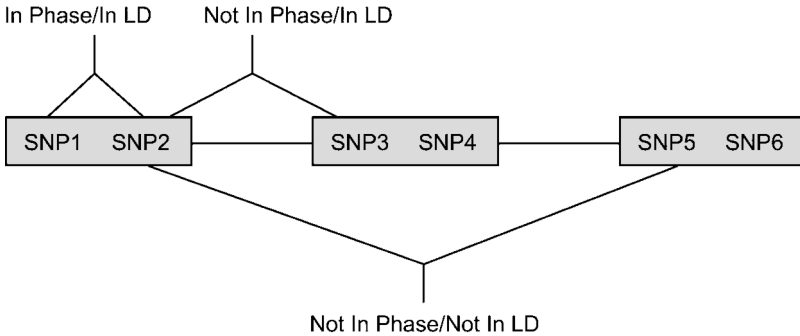 In Phase/In LD Not In Phase/In LD
SNP1 SNP2 SNP3 SNP4 SNP5 SNP6
Not In Phase/Not In LD